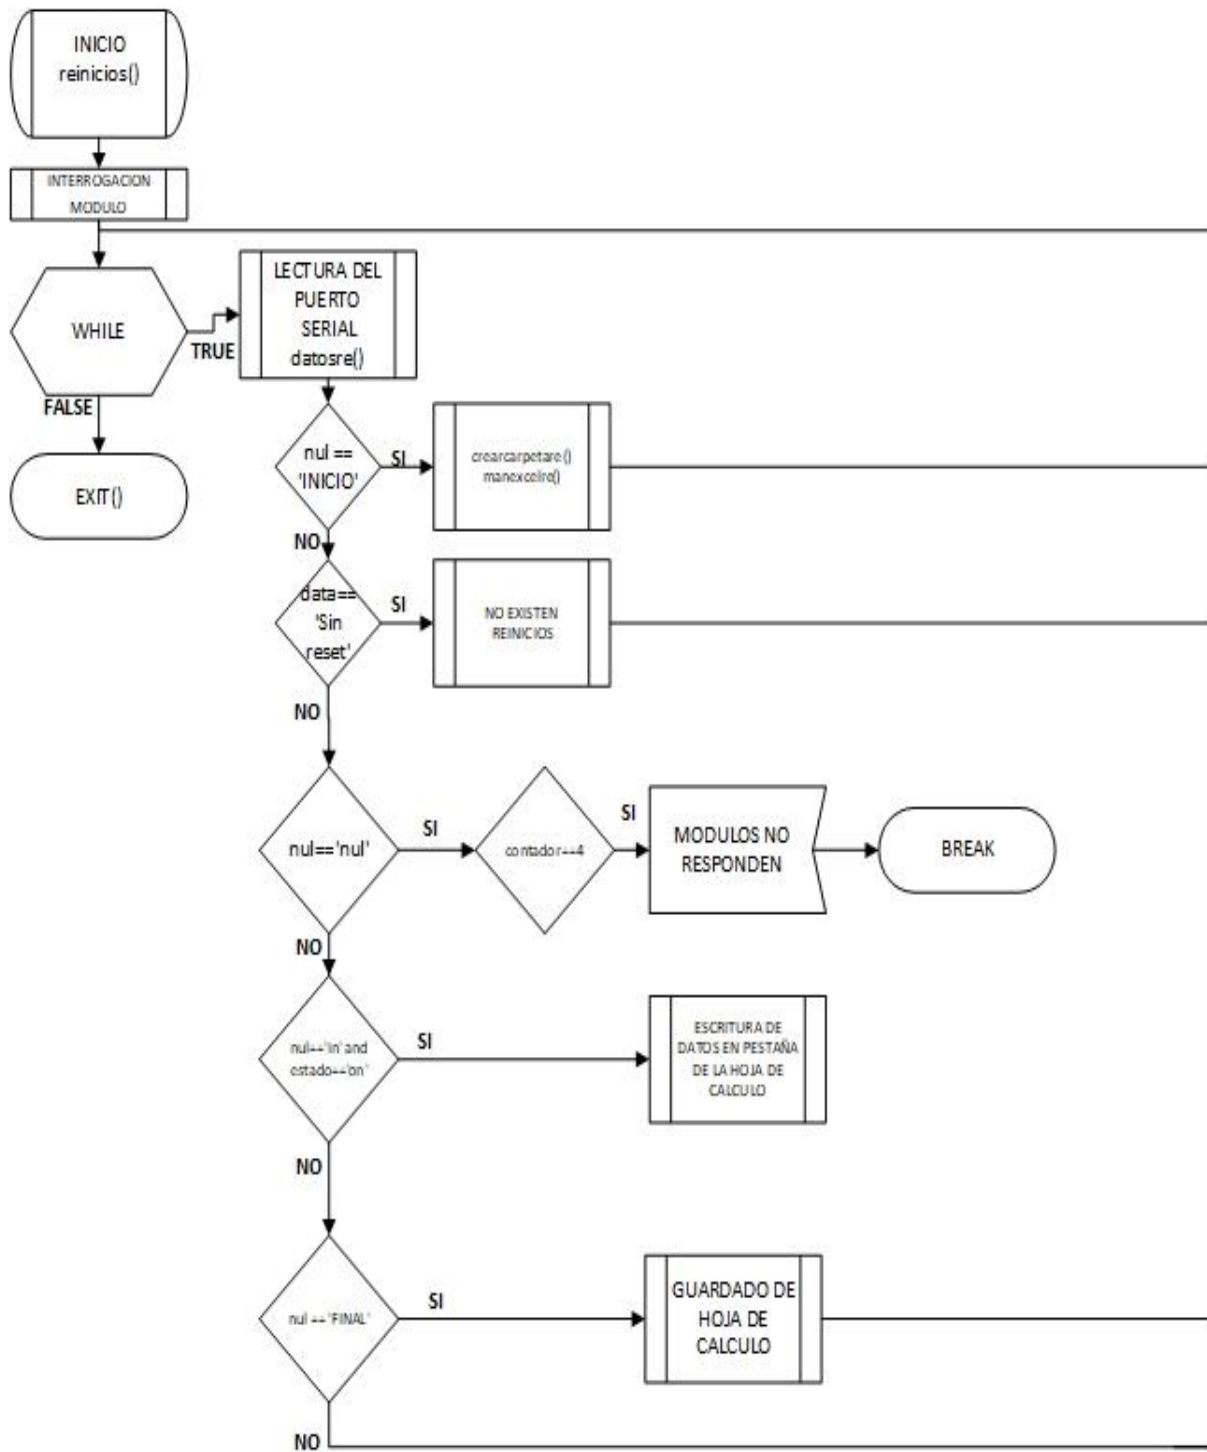 INICIO
reinicios()
INTERROGACION
MODULO
WHILE
TRUE
FALSE
EXIT()
LECTURA DEL
PUERTO
SERIAL
datosre()
nul ==
'INICIO'
SI
crearcarpetare()
manexcelre()
NO
data==
'Sin
reset'
SI
NO EXISTEN
REINICIOS
NO
nul=='nul'
SI
contador==4
SI
MODULOS NO
RESPONDEN
BREAK
NO
nul=='In' and
estado=='on'
SI
ESCRITURA DE
DATOS EN PESTAÑA
DE LA HOJA DE
CALCULO
NO
nul =='FINAL'
SI
GUARDADO DE
HOJA DE
CALCULO
NO